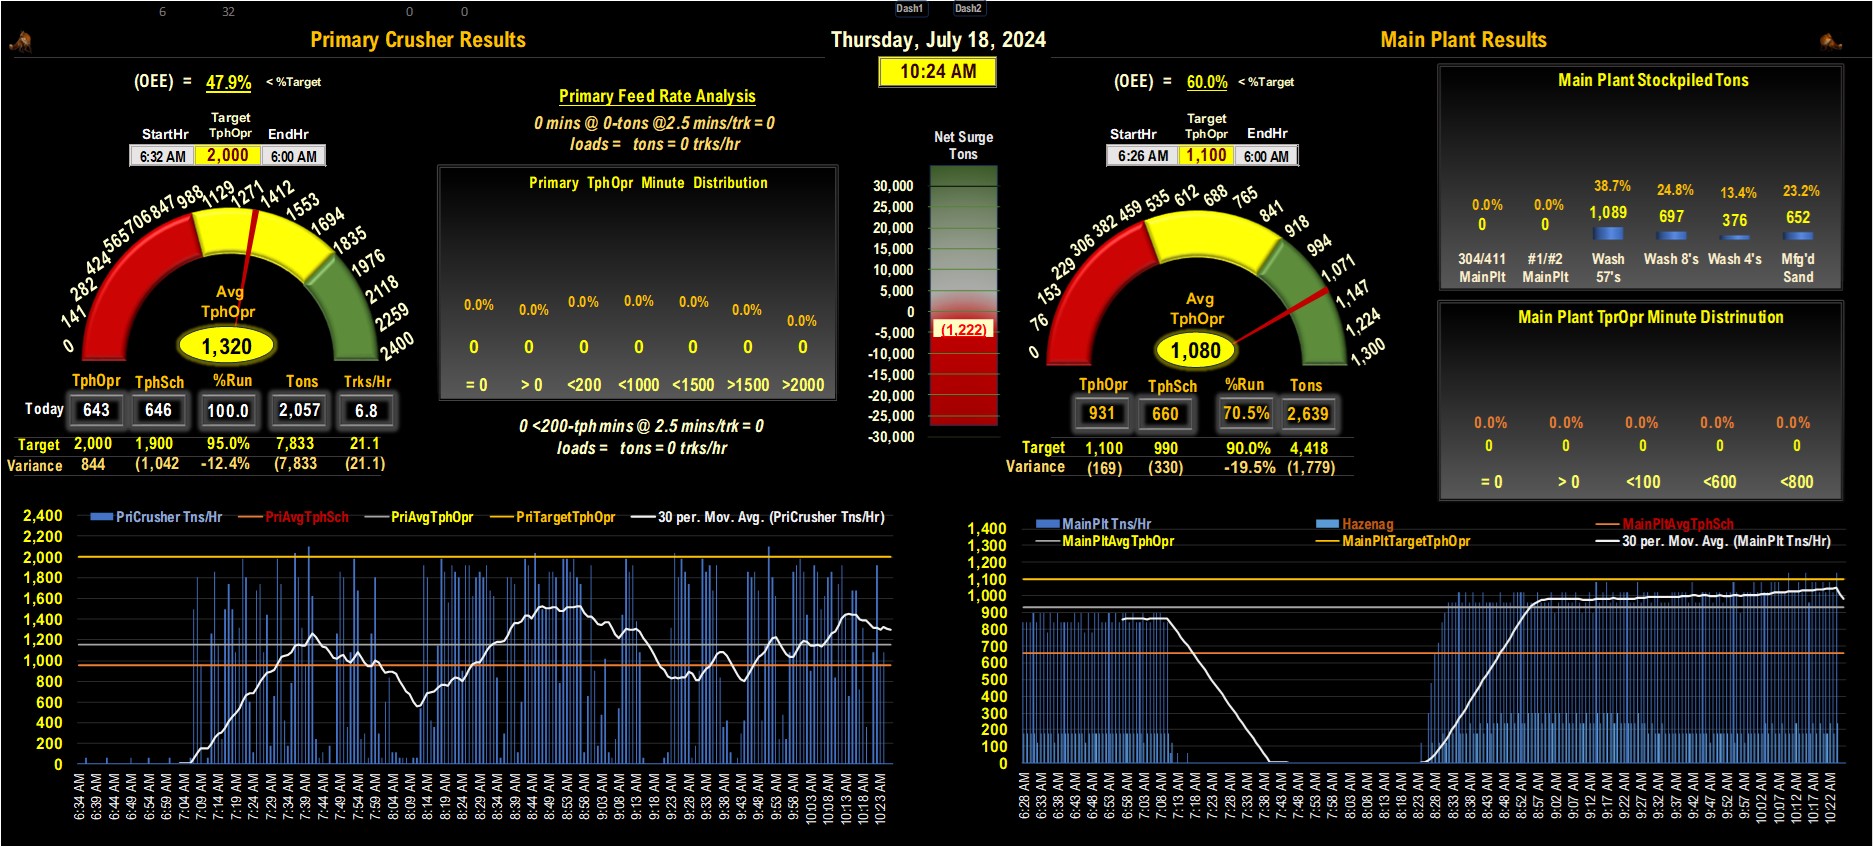 6 32 0 0 Dash1 Dash2
Primary Crusher Results
Thursday, July 18, 2024
Main Plant Results
10:24 AM
(OEE) = 47.9% < %Target
Target
StartHr TphOpr EndHr
6:32 AM 2,000 6:00 AM
0 141 282 424 565 706 847 988 1129 1271 1412 1553 1694 1835 1976 2118 2259 2400
Avg
TphOpr
1,320
TphOpr TphSch %Run Tons Trks/Hr
Today 643 646 100.0 2,057 6.8
Target 2,000 1,900 95.0% 7,833 21.1
Variance 844 (1,042 -12.4% (7,833 (21.1)
Primary Feed Rate Analysis
0 mins @ 0-tons @2.5 mins/trk = 0
loads = tons = 0 trks/hr
Primary TphOpr Minute Distribution
0.0% 0.0% 0.0% 0.0% 0.0% 0.0% 0.0%
0 0 0 0 0 0 0
= 0 > 0 <200 <1000 <1500 >1500 >2000
0 <200-tph mins @ 2.5 mins/trk = 0
loads = tons = 0 trks/hr
Net Surge
Tons
30,000
25,000
20,000
15,000
10,000
5,000
0
-5,000
-10,000
-15,000
-20,000
-25,000
-30,000
(1,222)
(OEE) = 60.0% < %Target
Target
StartHr TphOpr EndHr
6:26 AM 1,100 6:00 AM
0 76 153 229 306 382 459 535 612 688 765 841 918 994 1,071 1,147 1,224 1,300
Avg
TphOpr
1,080
TphOpr TphSch %Run Tons
931 660 70.5% 2,639
Target 1,100 990 90.0% 4,418
Variance (169) (330) -19.5% (1,779)
Main Plant Stockpiled Tons
0.0% 0.0% 38.7% 24.8% 13.4% 23.2%
0 0 1,089 697 376 652
304/411 #1/#2 Wash Wash 8's Wash 4's Mfg'd
MainPlt MainPlt 57's Sand
Main Plant TprOpr Minute Distrinution
0.0% 0.0% 0.0% 0.0% 0.0%
0 0 0 0 0
= 0 > 0 <100 <600 <800
PriCrusher Tns/Hr PriAvgTphSch PriAvgTphOpr PriTargetTphOpr 30 per. Mov. Avg. (PriCrusher Tns/Hr)
2,400
2,200
2,000
1,800
1,600
1,400
1,200
1,000
800
600
400
200
0
6:34 AM 6:39 AM 6:44 AM 6:49 AM 6:54 AM 6:59 AM 7:04 AM 7:09 AM 7:14 AM 7:19 AM 7:24 AM 7:29 AM 7:34 AM 7:39 AM 7:44 AM 7:49 AM 7:54 AM 7:59 AM 8:04 AM 8:09 AM 8:14 AM 8:19 AM 8:24 AM 8:29 AM 8:34 AM 8:39 AM 8:44 AM 8:48 AM 8:53 AM 8:58 AM 9:03 AM 9:08 AM 9:13 AM 9:18 AM 9:23 AM 9:28 AM 9:33 AM 9:38 AM 9:43 AM 9:48 AM 9:53 AM 9:58 AM 10:03 AM 10:08 AM 10:13 AM 10:18 AM 10:23 AM
MainPlt Tns/Hr Hazenag MainPltAvgTphSch
MainPltAvgTphOpr MainPltTargetTphOpr 30 per. Mov. Avg. (MainPlt Tns/Hr)
1,400
1,300
1,200
1,100
1,000
900
800
700
600
500
400
300
200
100
0
6:28 AM 6:33 AM 6:38 AM 6:43 AM 6:48 AM 6:53 AM 6:58 AM 7:03 AM 7:08 AM 7:13 AM 7:18 AM 7:23 AM 7:28 AM 7:33 AM 7:38 AM 7:43 AM 7:48 AM 7:53 AM 7:58 AM 8:03 AM 8:08 AM 8:13 AM 8:18 AM 8:23 AM 8:28 AM 8:33 AM 8:38 AM 8:43 AM 8:48 AM 8:52 AM 8:57 AM 9:02 AM 9:07 AM 9:12 AM 9:17 AM 9:22 AM 9:27 AM 9:32 AM 9:37 AM 9:42 AM 9:47 AM 9:52 AM 9:57 AM 10:02 AM 10:07 AM 10:12 AM 10:17 AM 10:22 AM